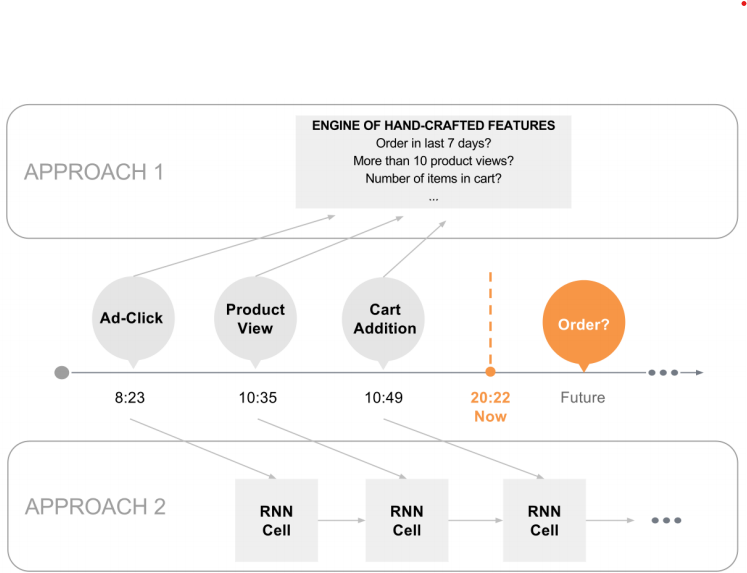 ENGINE OF HAND-CRAFTED FEATURES
Order in last 7 days?
More than 10 product views?
Number of items in cart?
...
APPROACH 1
Ad-Click
Product
View
Cart
Addition
Order?
8:23
10:35
10:49
20:22
Now
Future
APPROACH 2
RNN
Cell
RNN
Cell
RNN
Cell